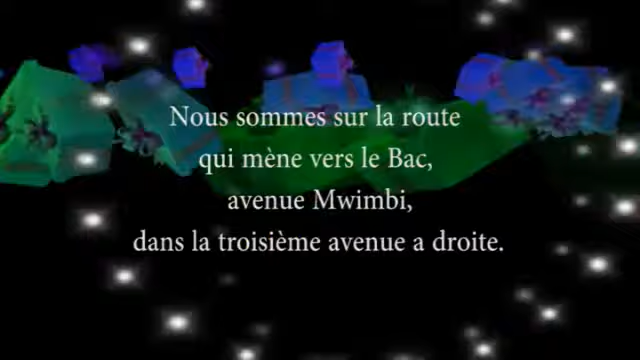 Nous sommes sur la route
qui mène vers le Bac,
avenue Mwimbi,
dans la troisième avenue a droite.